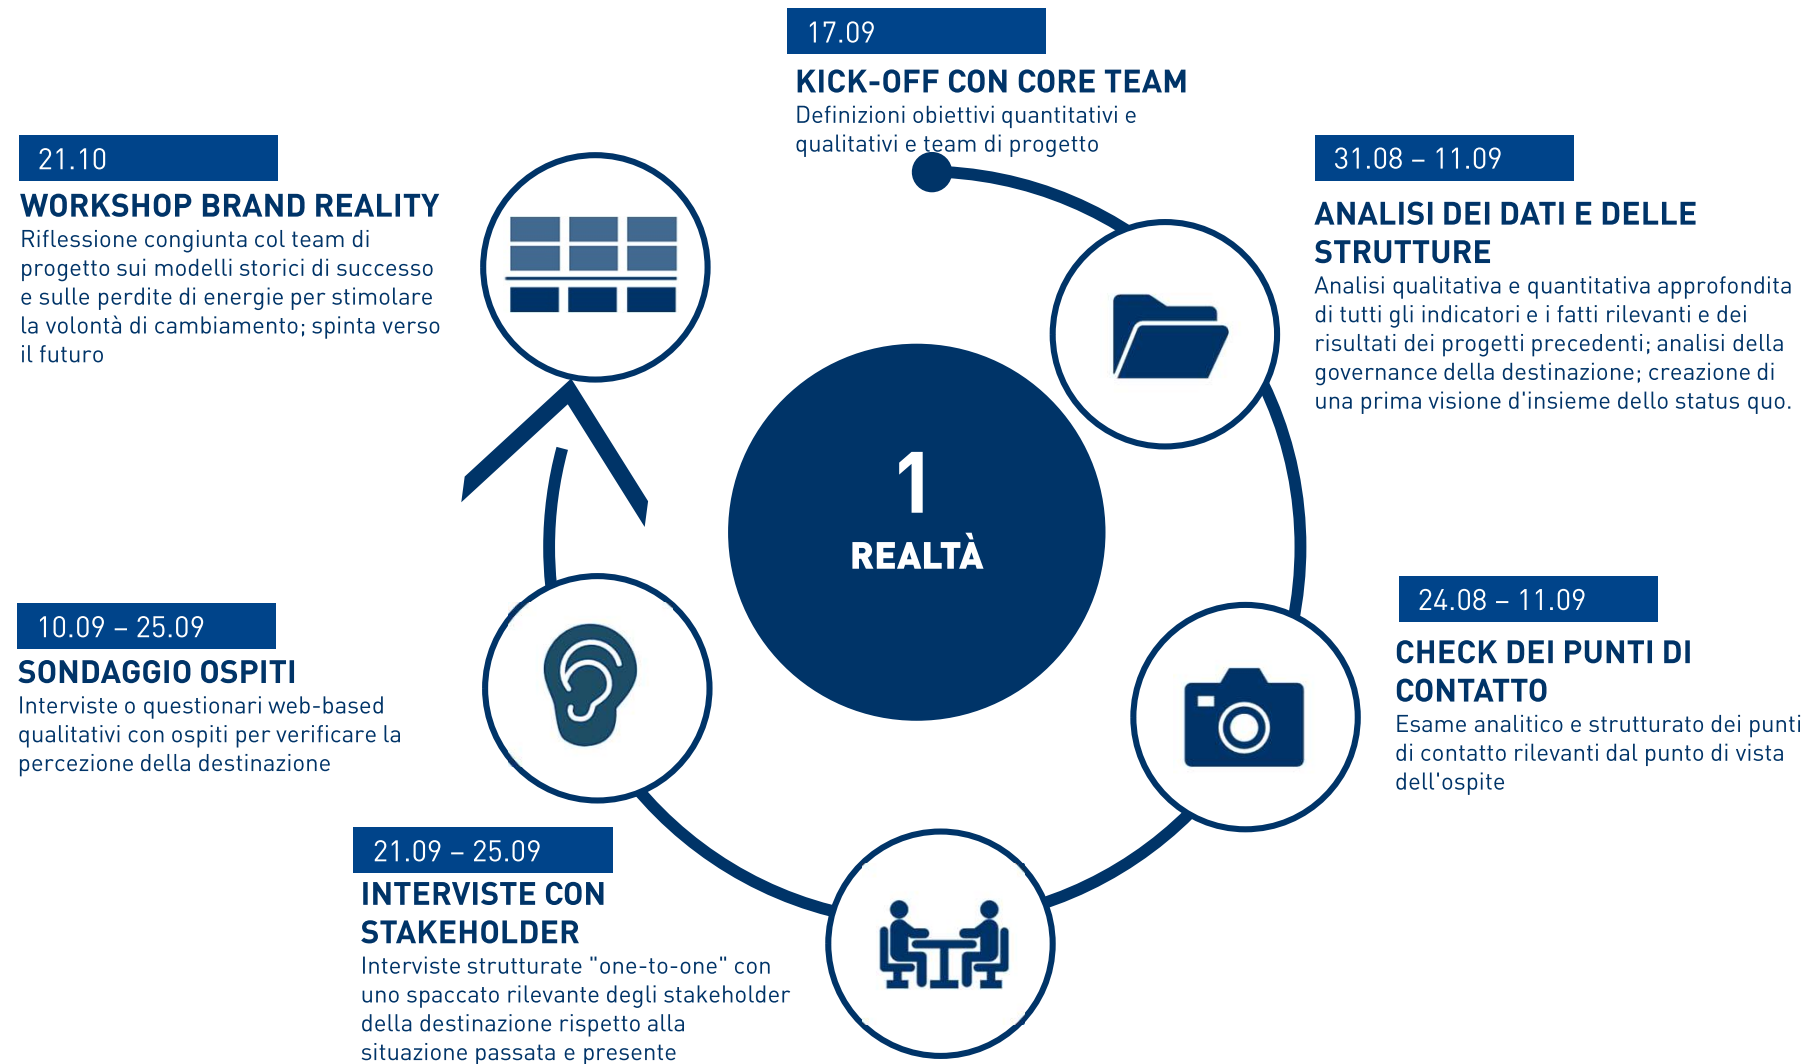 17.09
KICK-OFF CON CORE TEAM
Definizioni obiettivi quantitativi e
qualitativi e team di progetto
31.08 – 11.09
ANALISI DEI DATI E DELLE
STRUTTURE
Analisi qualitativa e quantitativa approfondita
di tutti gli indicatori e i fatti rilevanti e dei
risultati dei progetti precedenti; analisi della
governance della destinazione; creazione di
una prima visione d'insieme dello status quo.
24.08 – 11.09
CHECK DEI PUNTI DI
CONTATTO
Esame analitico e strutturato dei punti
di contatto rilevanti dal punto di vista
dell'ospite
21.09 – 25.09
INTERVISTE CON
STAKEHOLDER
Interviste strutturate "one-to-one" con
uno spaccato rilevante degli stakeholder
della destinazione rispetto alla
situazione passata e presente
10.09 – 25.09
SONDAGGIO OSPITI
Interviste o questionari web-based
qualitativi con ospiti per verificare la
percezione della destinazione
21.10
WORKSHOP BRAND REALITY
Riflessione congiunta col team di
progetto sui modelli storici di successo
e sulle perdite di energie per stimolare
la volontà di cambiamento; spinta verso
il futuro
1
REALTÀ